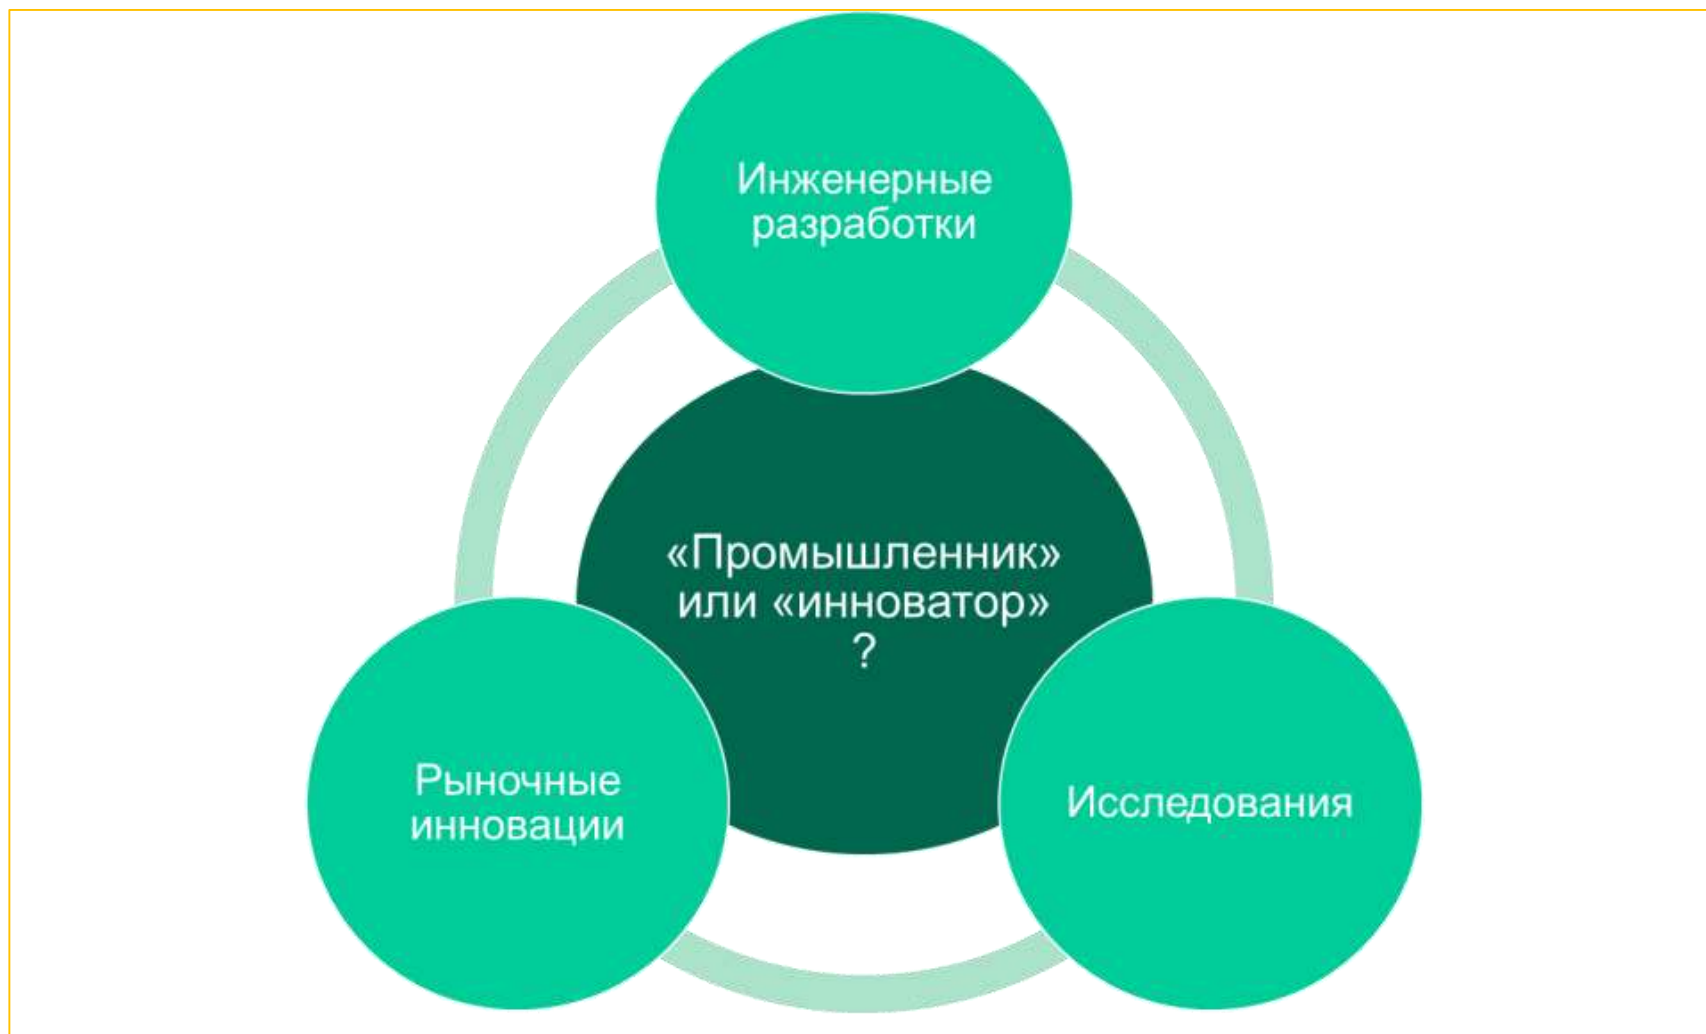 Инженерные
разработки
«Промышленник»
или «инноватор»
?
Рыночные
инновации
Исследования